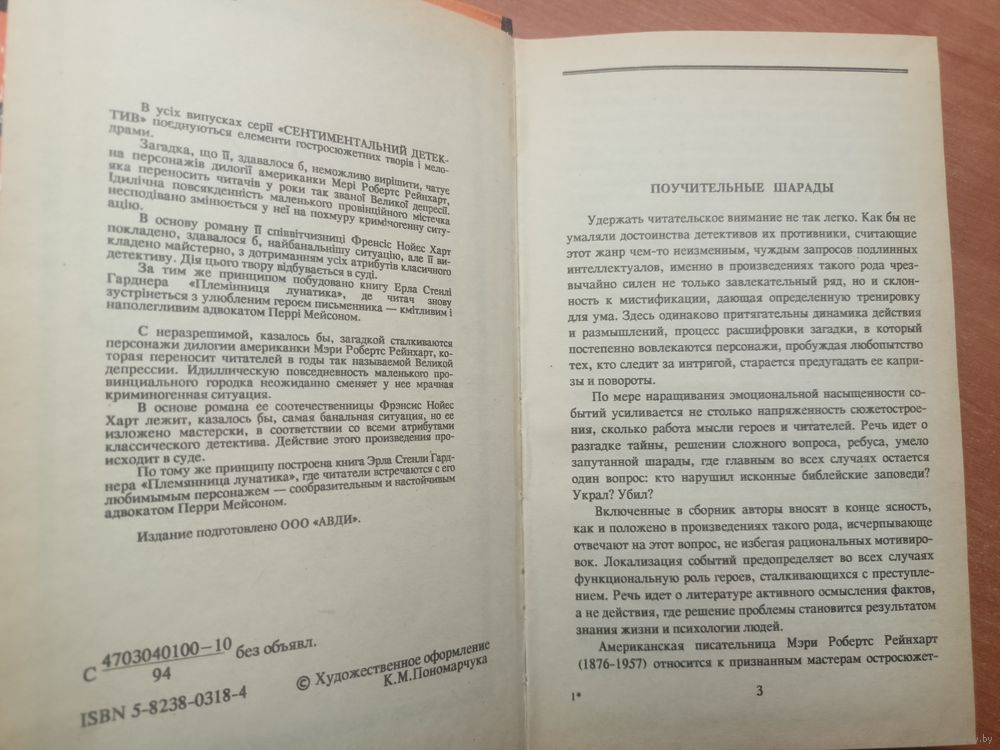 В усіх випусках серії «СЕНТИМЕНТАЛЬНИЙ ДЕТЕК-
ТИВ» поєднуються елементи гостросюжетних творів і мело-
драми.
Загадка, що її, здавалося б, неможливо вирішити, чатує
на персонажів дилогії американки Мері Робертс Рейнхарт,
яка переносить читачів у роки так званої Великої депресії.
Ідилічна повсякденність маленького провінційного містечка
несподівано змінюється у неї на похмуру кримічогенну ситу-
ацію.
В основу роману її співвітчизниці Френсіс Нойес Харт
покладено, здавалося б, найбанальнішу ситуацію, але її ви-
кладено майстерно, з дотриманням усіх атрибутів класичного
детективу. Дія цього твору відбувається в суді.
За тим же принципом побудовано книгу Ерла Стенлі
Гарднера «Племінниця лунатика», де читач знову
зустрінеться з улюбленим героєм письменника — кмітливим і
наполегливим адвокатом Перрі Мейсоном.
С неразрешимой, казалось бы, загадкой сталкиваются
персонажи дилогии американки Мэри Робертс Рейнхарт, ко-
торая переносит читателей в годы так называемой Великой
депрессии. Идиллическую повседневность маленького про-
винциального городка неожиданно сменяет у нее мрачная
криминогенная ситуация.
В основе романа ее соотечественницы Фрэнсис Нойес
Харт лежит, казалось бы, самая банальная ситуация, но ее
изложено мастерски, в соответствии со всеми атрибутами
классического детектива. Действие этого произведения про-
исходит в суде.
По тому же принципу построена книга Эрла Стенли Гард-
нера «Племянница лунатика», где читатели встречаются с его
любимымым персонажем — сообразительным и настойчивым
адвокатом Перри Мейсоном.
Издание подготовлено ООО «АВДИ».
С 4703040100—10 без объявл.
94
ISBN 5-8238-0318-4
© Художественное оформление
К.М.Пономарчука
ПОУЧИТЕЛЬНЫЕ ШАРАДЫ
Удержать читательское внимание не так легко. Как бы не
умаляли достоинства детективов их противники, считающие
этот жанр чем-то неизменным, чуждым запросов подлинных
интеллектуалов, именно в произведениях такого рода чрез-
вычайно силен не только завлекательный ряд, но и склон-
ность к мистификации, дающая определенную тренировку
для ума. Здесь одинаково притягательны динамика действия
и размышлений, процесс расшифровки загадки, в который
постепенно вовлекаются персонажи, пробуждая любопытство
тех, кто следит за интригой, старается предугадать ее капри-
зы и повороты.
По мере наращивания эмоциональной насыщенности со-
бытий усиливается не столько напряженность сюжетострое-
ния, сколько работа мысли героев и читателей. Речь идет о
разгадке тайны, решении сложного вопроса, ребуса, умело
запутанной шарады, где главным во всех случаях остается
один вопрос: кто нарушил исконные библейские заповеди?
Украл? Убил?
Включенные в сборник авторы вносят в конце ясность,
как и положено в произведениях такого рода, исчерпывающе
отвечают на этот вопрос, не избегая рациональных мотивиро-
вок. Локализация событий предопределяет во всех случаях
функциональную роль героев, сталкивающихся с преступле-
нием. Речь идет о литературе активного осмысления фактов,
а не действия, где решение проблемы становится результатом
знания жизни и психологии людей.
Американская писательница Мэри Робертс Рейнхарт
(1876-1957) относится к признанным мастерам остросюжет-
1*
3